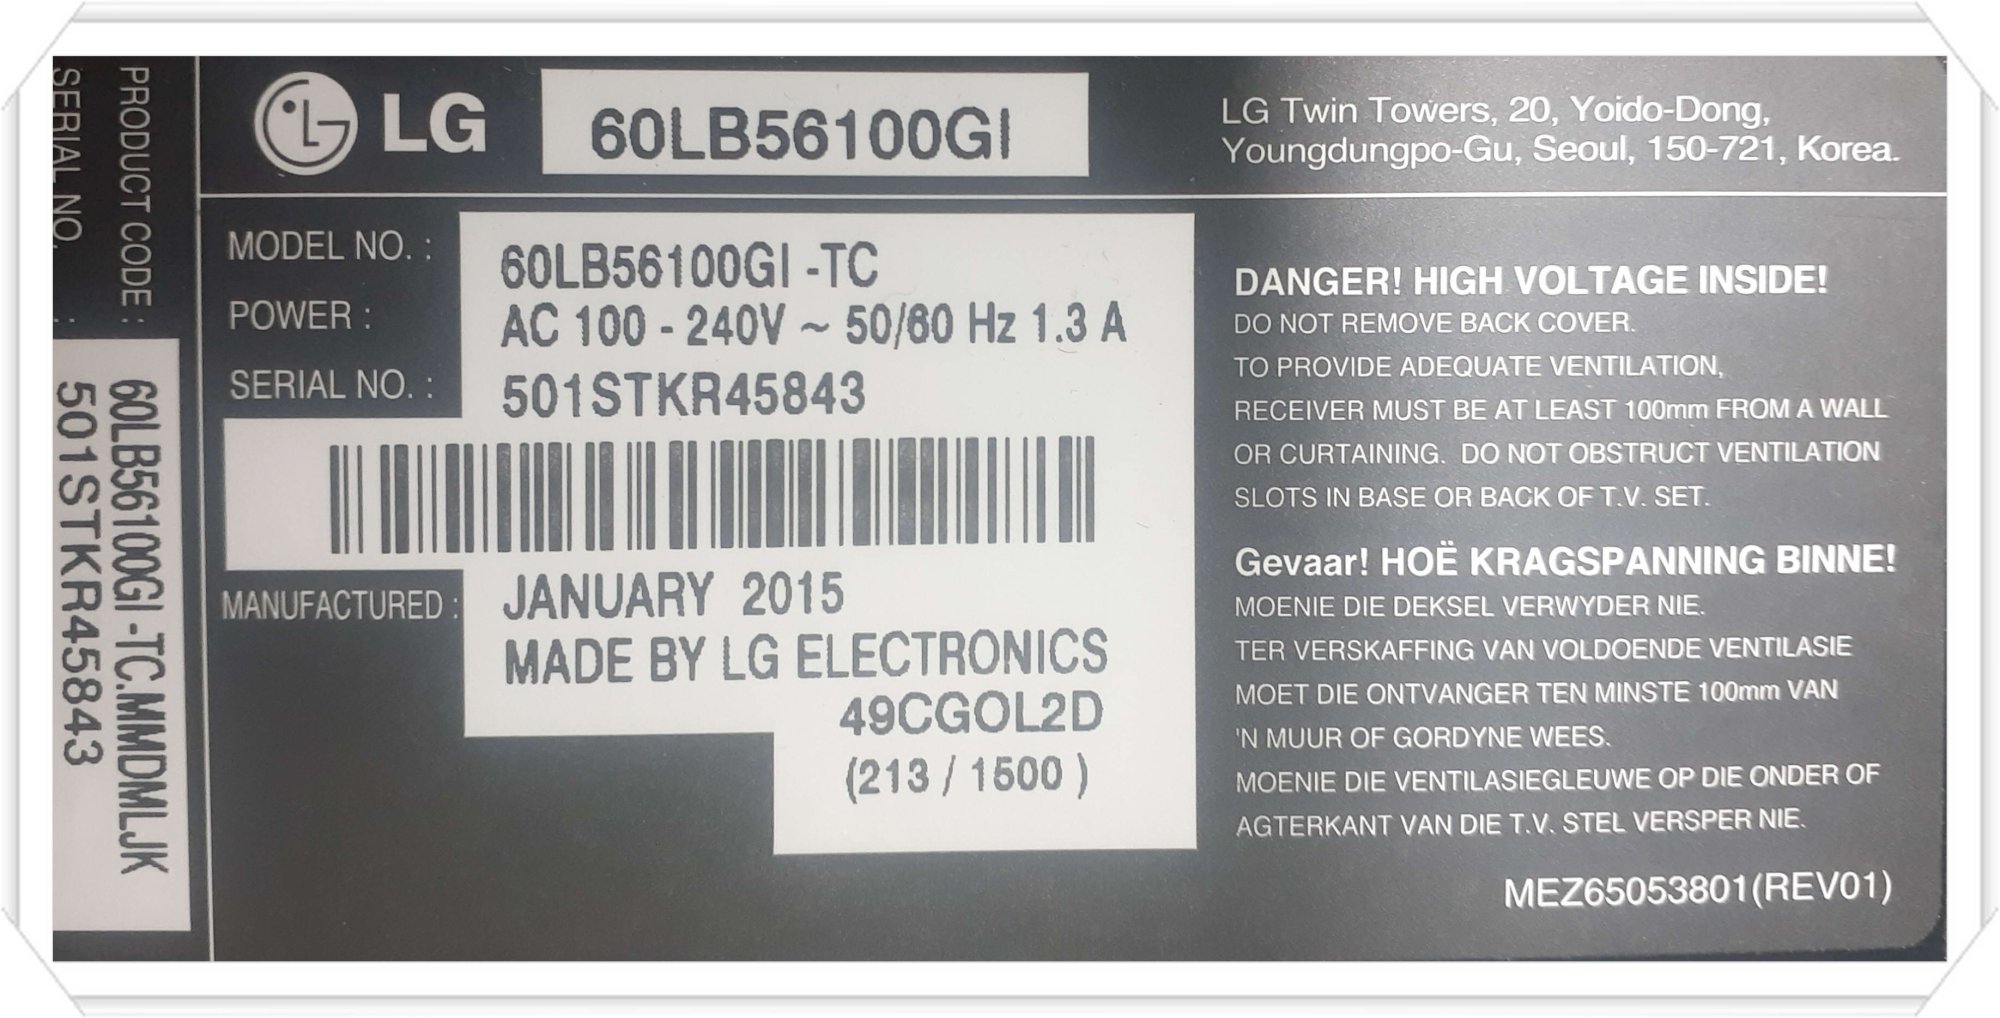 PRODUCT CODE :
SERIAL NO. :
60LB56100GI -TC.MMDMLJK
501STKR45843
LG
60LB56100GI
LG Twin Towers, 20, Yoido-Dong,
Youngdungpo-Gu, Seoul, 150-721, Korea.
MODEL NO. : 60LB56100GI -TC
POWER : AC 100 - 240V ~ 50/60 Hz 1.3 A
SERIAL NO. : 501STKR45843
MANUFACTURED : JANUARY 2015
MADE BY LG ELECTRONICS
49CGOL2D
(213 / 1500 )
DANGER! HIGH VOLTAGE INSIDE!
DO NOT REMOVE BACK COVER.
TO PROVIDE ADEQUATE VENTILATION,
RECEIVER MUST BE AT LEAST 100mm FROM A WALL
OR CURTAINING. DO NOT OBSTRUCT VENTILATION
SLOTS IN BASE OR BACK OF T.V. SET.
Gevaar! HOË KRAGSPANNING BINNE!
MOENIE DIE DEKSEL VERWYDER NIE.
TER VERSKAFFING VAN VOLDOENDE VENTILASIE
MOET DIE ONTVANGER TEN MINSTE 100mm VAN
'N MUUR OF GORDYNE WEES.
MOENIE DIE VENTILASIEGLEUWE OP DIE ONDER OF
AGTERKANT VAN DIE T.V. STEL VERSPER NIE.
MEZ65053801(REV01)